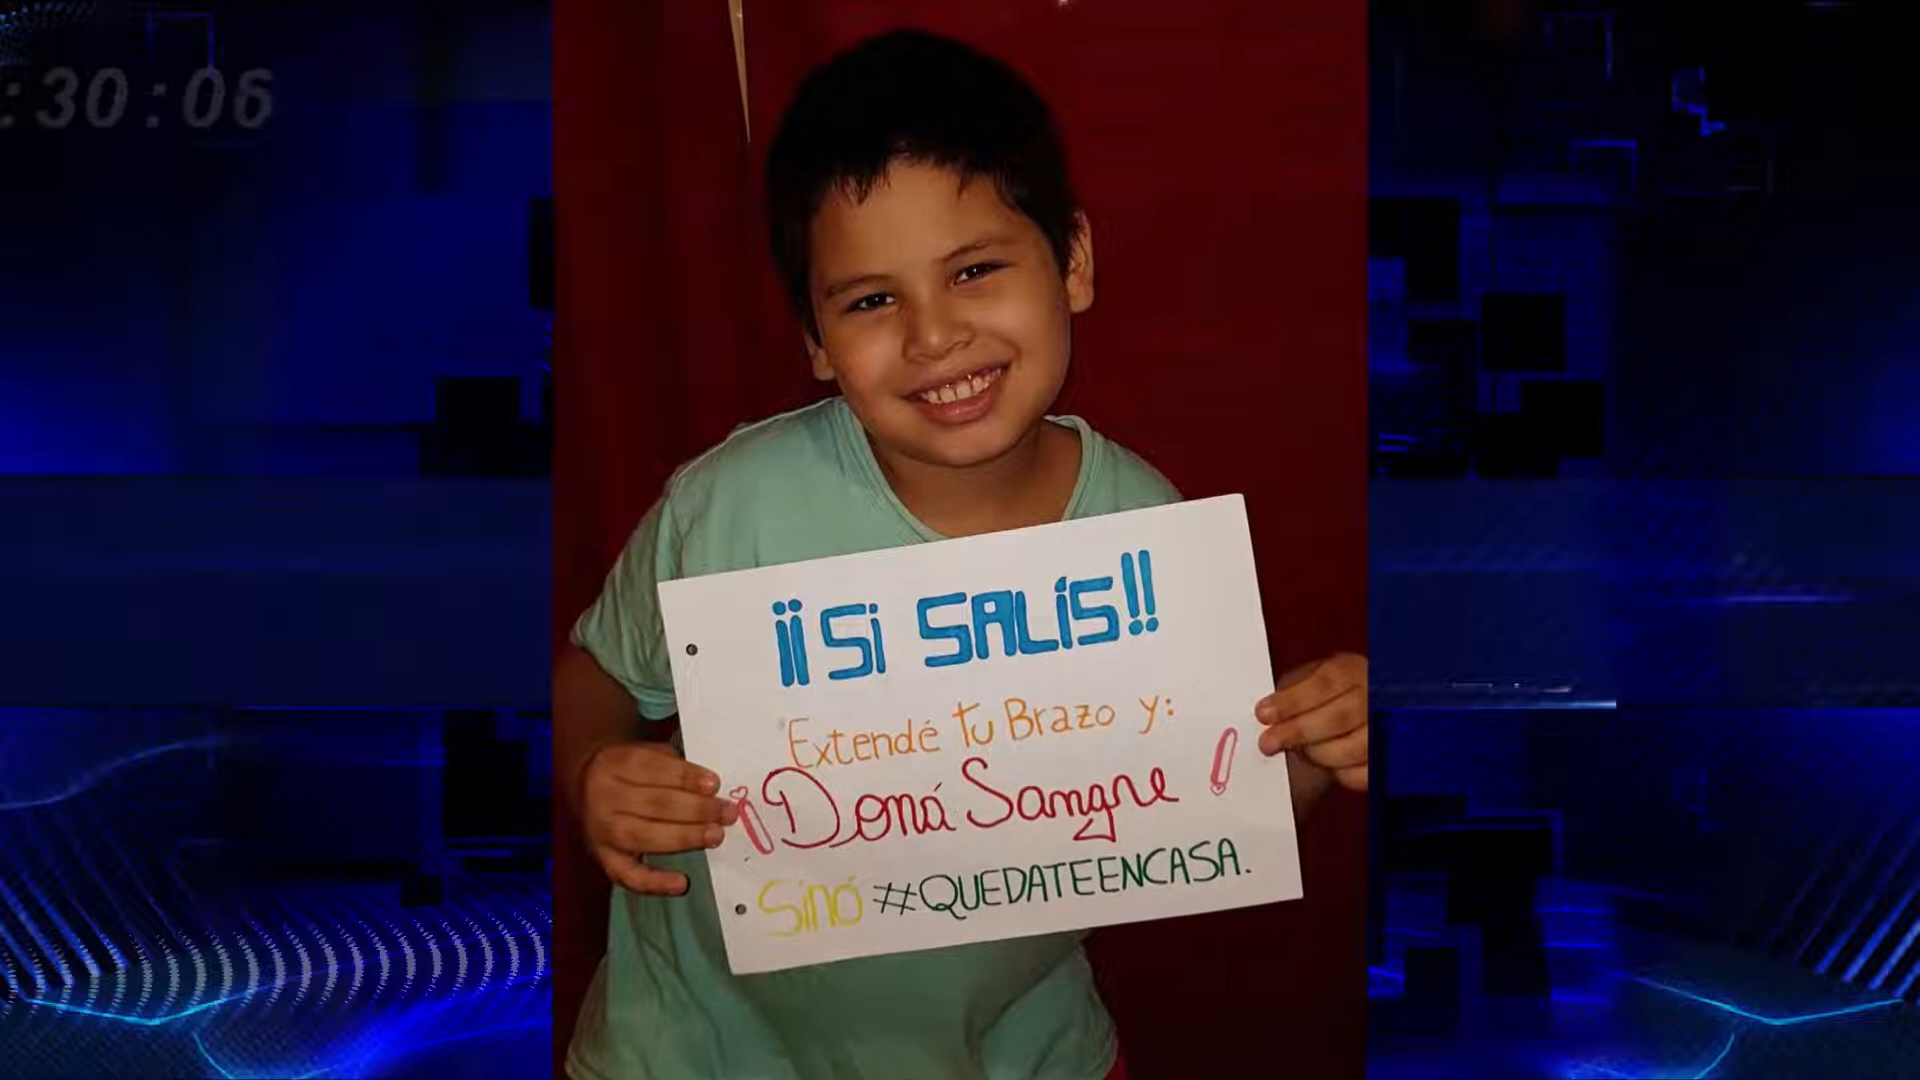 :30:06
¡¡Si SALÍS!!
Extendé tu Brazo y:
¡Doná Sangre!
Sinó #QUEDATEENCASA.